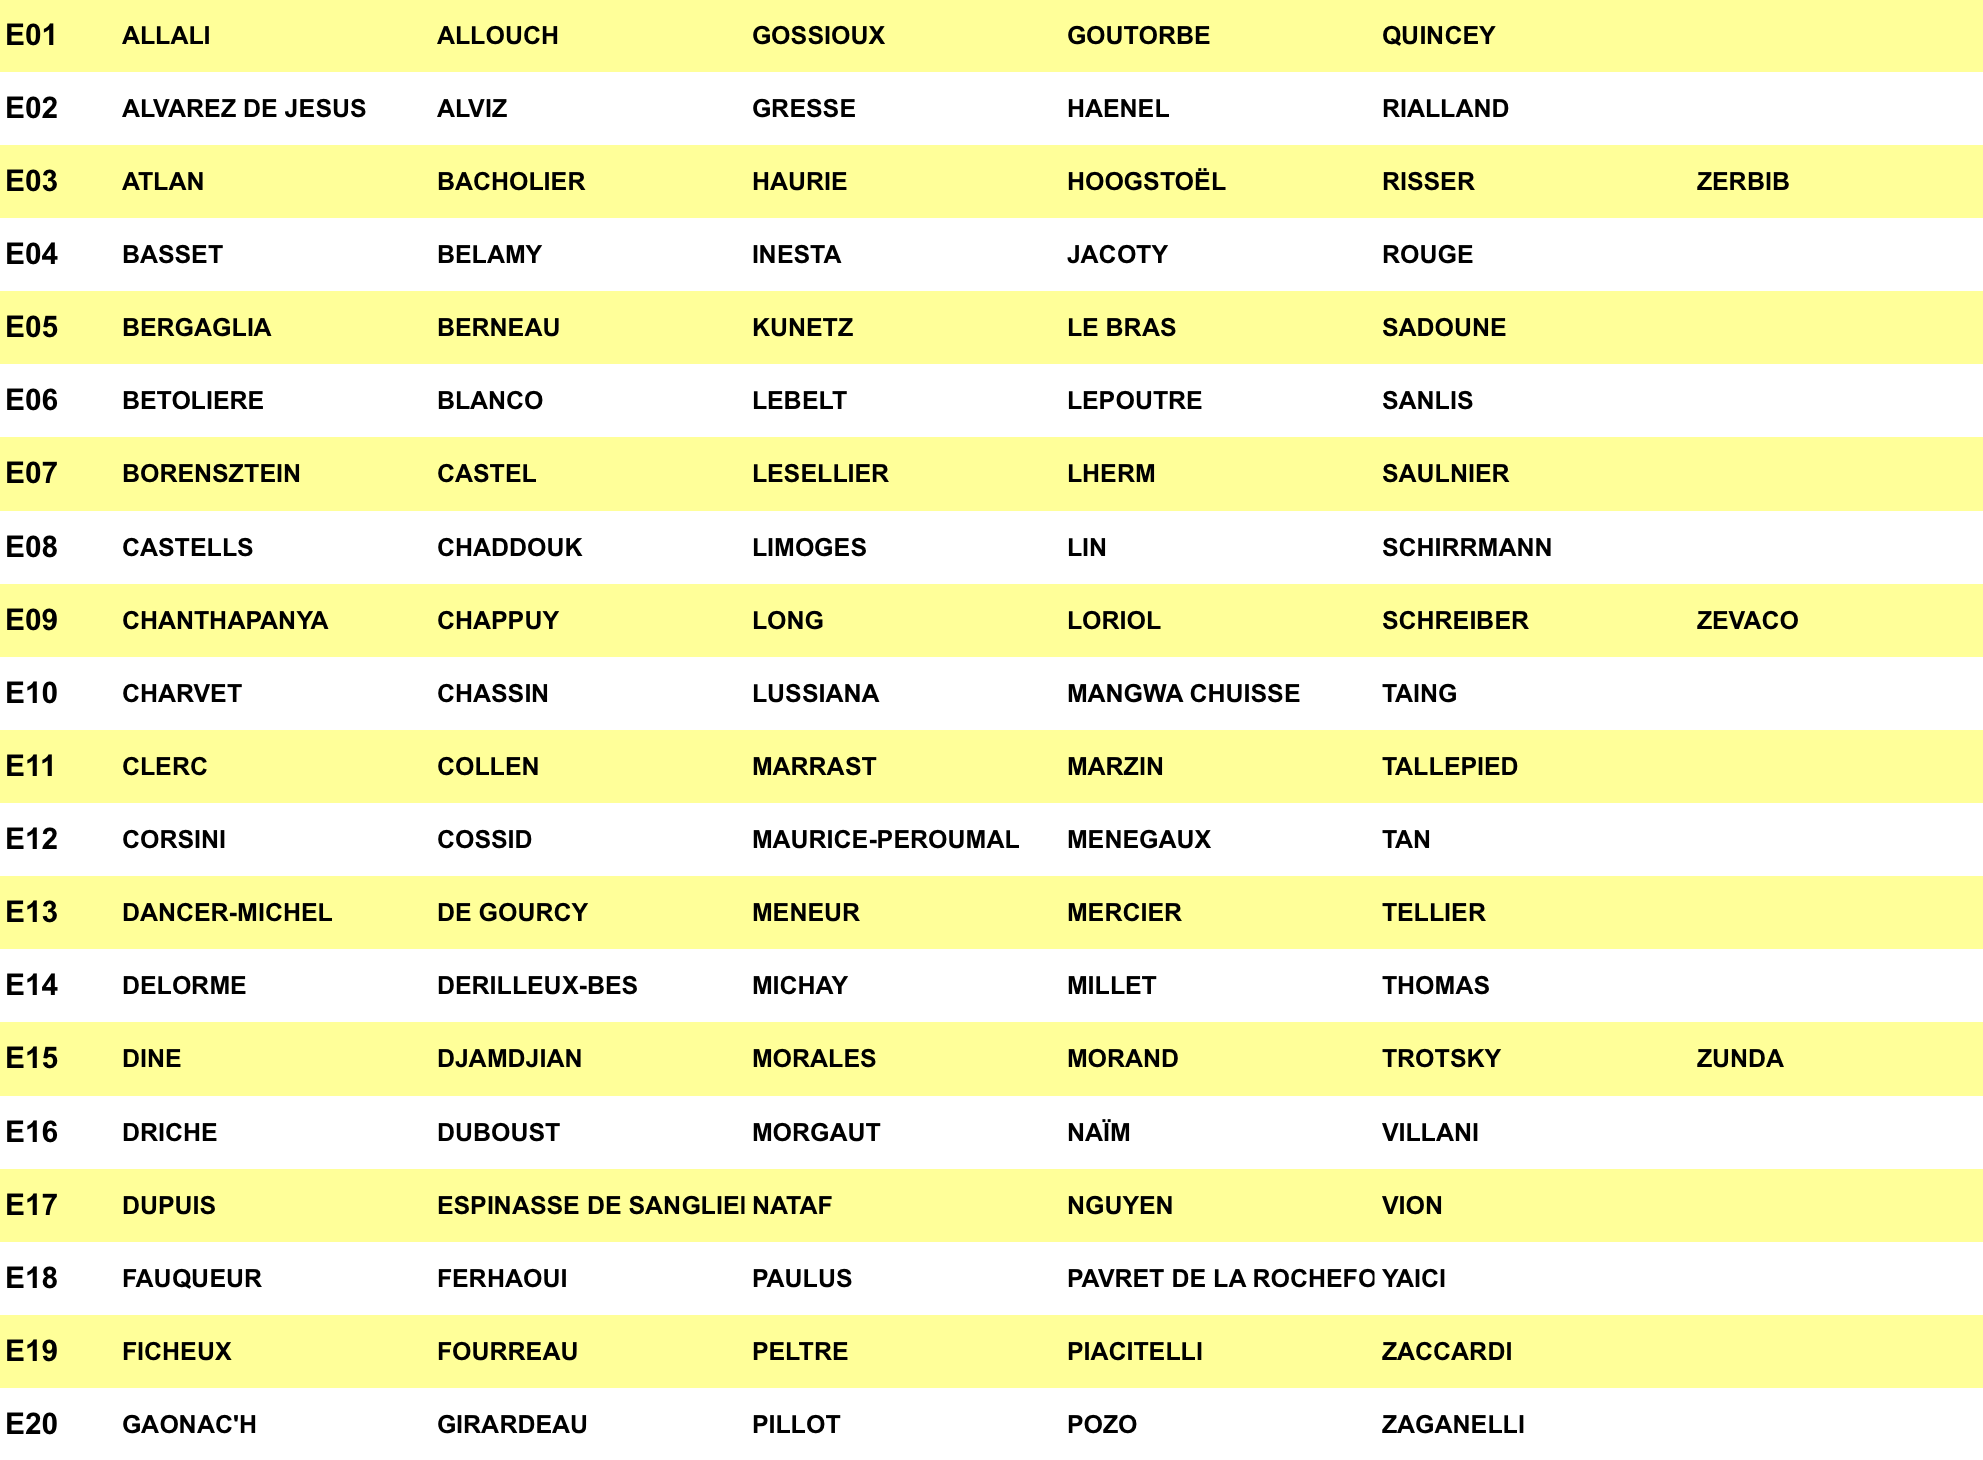 E01 ALLALI ALLOUCH GOSSIOUX GOUTORBE QUINCEY
E02 ALVAREZ DE JESUS ALVIZ GRESSE HAENEL RIALLAND
E03 ATLAN BACHOLIER HAURIE HOOGSTOËL RISSER ZERBIB
E04 BASSET BELAMY INESTA JACOTY ROUGE
E05 BERGAGLIA BERNEAU KUNETZ LE BRAS SADOUNE
E06 BETOLIERE BLANCO LEBELT LEPOUTRE SANLIS
E07 BORENSZTEIN CASTEL LESELLIER LHERM SAULNIER
E08 CASTELLS CHADDOUK LIMOGES LIN SCHIRRMANN
E09 CHANTHAPANYA CHAPPUY LONG LORIOL SCHREIBER ZEVACO
E10 CHARVET CHASSIN LUSSIANA MANGWA CHUISSE TAING
E11 CLERC COLLEN MARRAST MARZIN TALLEPIED
E12 CORSINI COSSID MAURICE-PEROUMAL MENEGAUX TAN
E13 DANCER-MICHEL DE GOURCY MENEUR MERCIER TELLIER
E14 DELORME DERILLEUX-BES MICHAY MILLET THOMAS
E15 DINE DJAMDJIAN MORALES MORAND TROTSKY ZUNDA
E16 DRICHE DUBOUST MORGAUT NAÏM VILLANI
E17 DUPUIS ESPINASSE DE SANGLIE NATAF NGUYEN VION
E18 FAUQUEUR FERHAOUI PAULUS PAVRET DE LA ROCHEFO YAICI
E19 FICHEUX FOURREAU PELTRE PIACITELLI ZACCARDI
E20 GAONAC'H GIRARDEAU PILLOT POZO ZAGANELLI